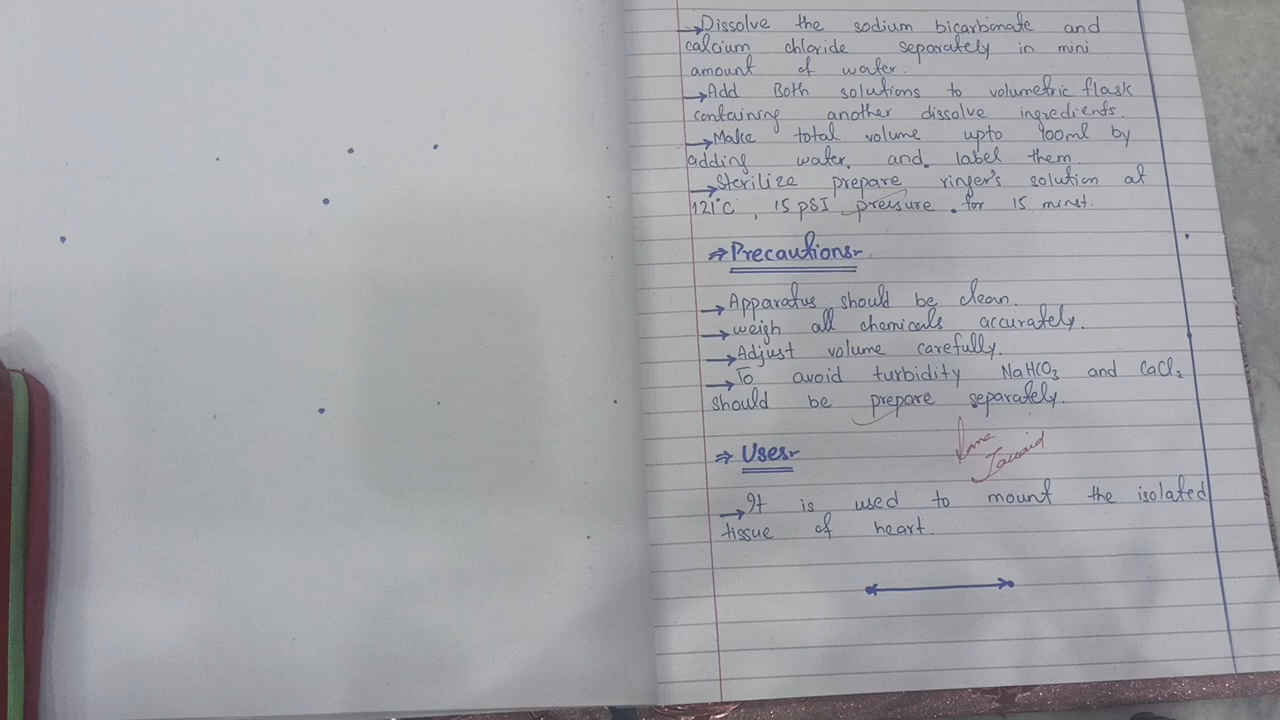 →Dissolve the sodium bicarbonate and
calcium chloride separately in mini
amount of water.
→Add Both solutions to volumetric flask
containing another dissolve ingredients.
→Make total volume upto 900ml by
adding water. and. label them.
→Sterilize prepare ringer's solution at
121°C, 15 PSI pressure. for 15 minst.
⇒Precautions:-
→Apparatus should be clean.
→weigh all chemicals accurately.
→Adjust volume carefully.
→To avoid turbidity NaHCO₃ and CaCl₂
should be prepare separately.
⇒ Uses:-
Javaid
→It is used to mount the isolated
tissue of heart.